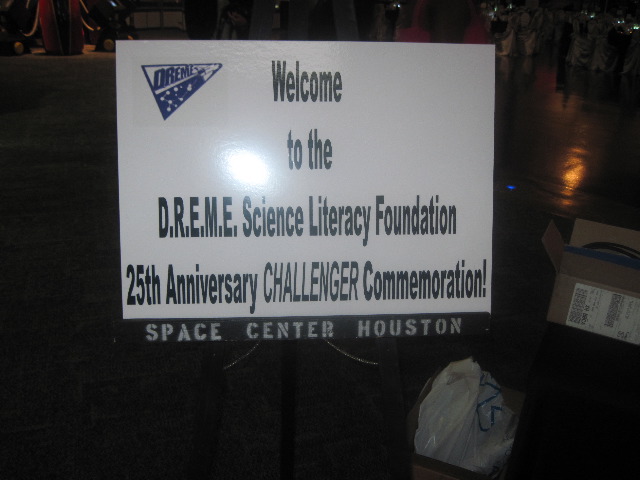 DREME
Welcome
to the
D.R.E.M.E. Science Literacy Foundation
25th Anniversary CHALLENGER Commemoration!
SPACE CENTER HOUSTON